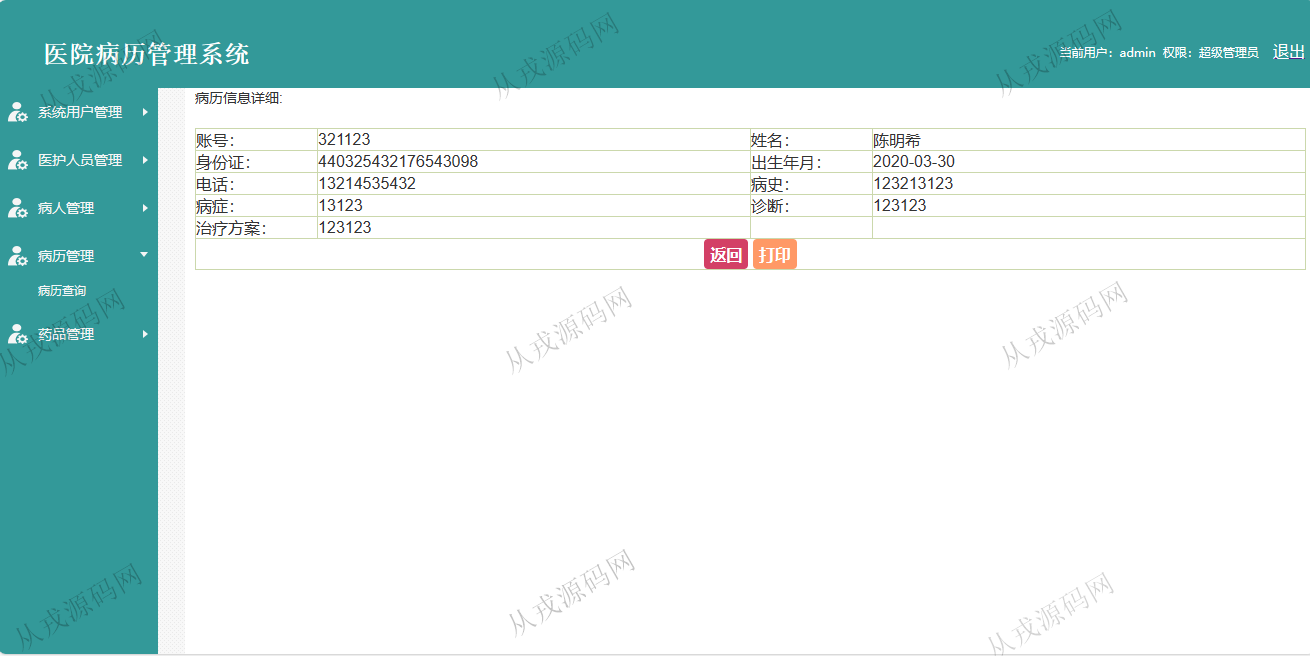 医院病历管理系统
当前用户：admin 权限：超级管理员 退出
系统用户管理
医护人员管理
病人管理
病历管理
病历查询
药品管理
病历信息详细:
账号： 321123 姓名： 陈明希
身份证： 440325432176543098 出生年月： 2020-03-30
电话： 13214535432 病史： 123213123
病症： 13123 诊断： 123123
治疗方案： 123123
返回 打印
从戎源码网
从戎源码网
从戎源码网
从戎源码网
从戎源码网
从戎源码网
从戎源码网
从戎源码网
从戎源码网